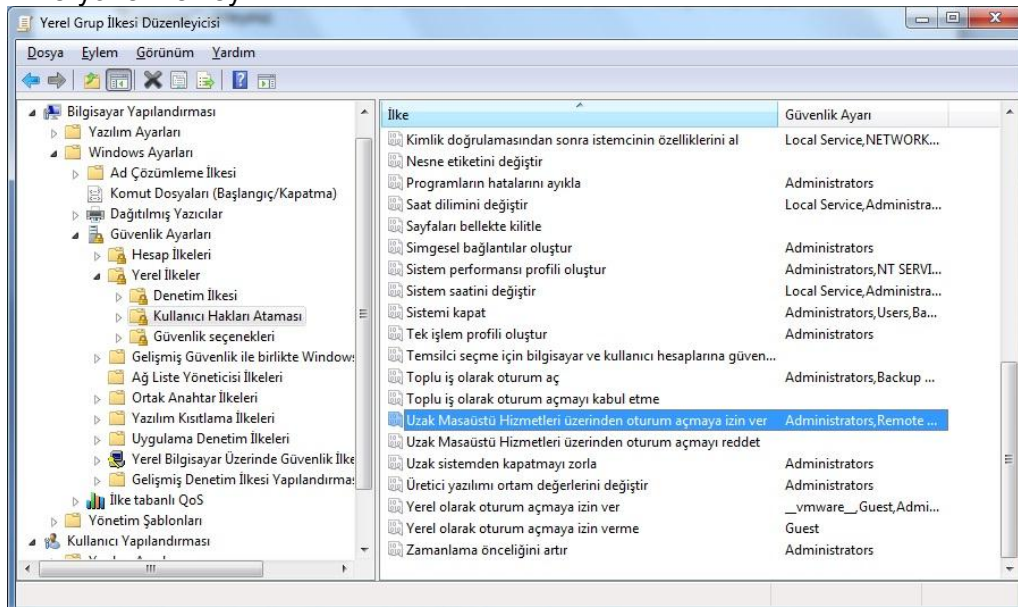 Yerel Grup İlkesi Düzenleyicisi
Dosya Eylem Görünüm Yardım
Bilgisayar Yapılandırması
Yazılım Ayarları
Windows Ayarları
Ad Çözümleme İlkesi
Komut Dosyaları (Başlangıç/Kapatma)
Dağıtılmış Yazıcılar
Güvenlik Ayarları
Hesap İlkeleri
Yerel İlkeler
Denetim İlkesi
Kullanıcı Hakları Ataması
Güvenlik seçenekleri
Gelişmiş Güvenlik ile birlikte Window
Ağ Liste Yöneticisi İlkeleri
Ortak Anahtar İlkeleri
Yazılım Kısıtlama İlkeleri
Uygulama Denetim İlkeleri
Yerel Bilgisayar Üzerinde Güvenlik İlke
Gelişmiş Denetim İlkesi Yapılandırma
İlke tabanlı QoS
Yönetim Şablonları
Kullanıcı Yapılandırması
İlke Güvenlik Ayarı
Kimlik doğrulamasından sonra istemcinin özelliklerini al Local Service,NETWORK...
Nesne etiketini değiştir
Programların hatalarını ayıkla Administrators
Saat dilimini değiştir Local Service,Administra...
Sayfaları bellekte kilitle
Simgesel bağlantılar oluştur Administrators
Sistem performansı profili oluştur Administrators,NT SERVI...
Sistem saatini değiştir Local Service,Administra...
Sistemi kapat Administrators,Users,Ba...
Tek işlem profili oluştur Administrators
Temsilci seçme için bilgisayar ve kullanıcı hesaplarına güven...
Toplu iş olarak oturum aç Administrators,Backup ...
Toplu iş olarak oturum açmayı kabul etme
Uzak Masaüstü Hizmetleri üzerinden oturum açmaya izin ver Administrators,Remote ...
Uzak Masaüstü Hizmetleri üzerinden oturum açmayı reddet
Uzak sistemden kapatmayı zorla Administrators
Üretici yazılımı ortam değerlerini değiştir Administrators
Yerel olarak oturum açmaya izin ver __vmware__,Guest,Admi...
Yerel olarak oturum açmaya izin verme Guest
Zamanlama önceliğini artır Administrators